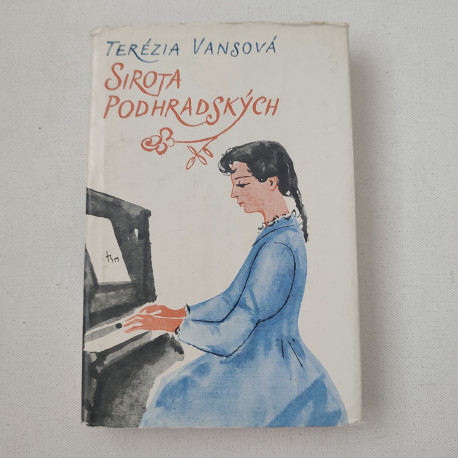 TERÉZIA VANSOVÁ
SIROTA
PODHRADSKÝCH